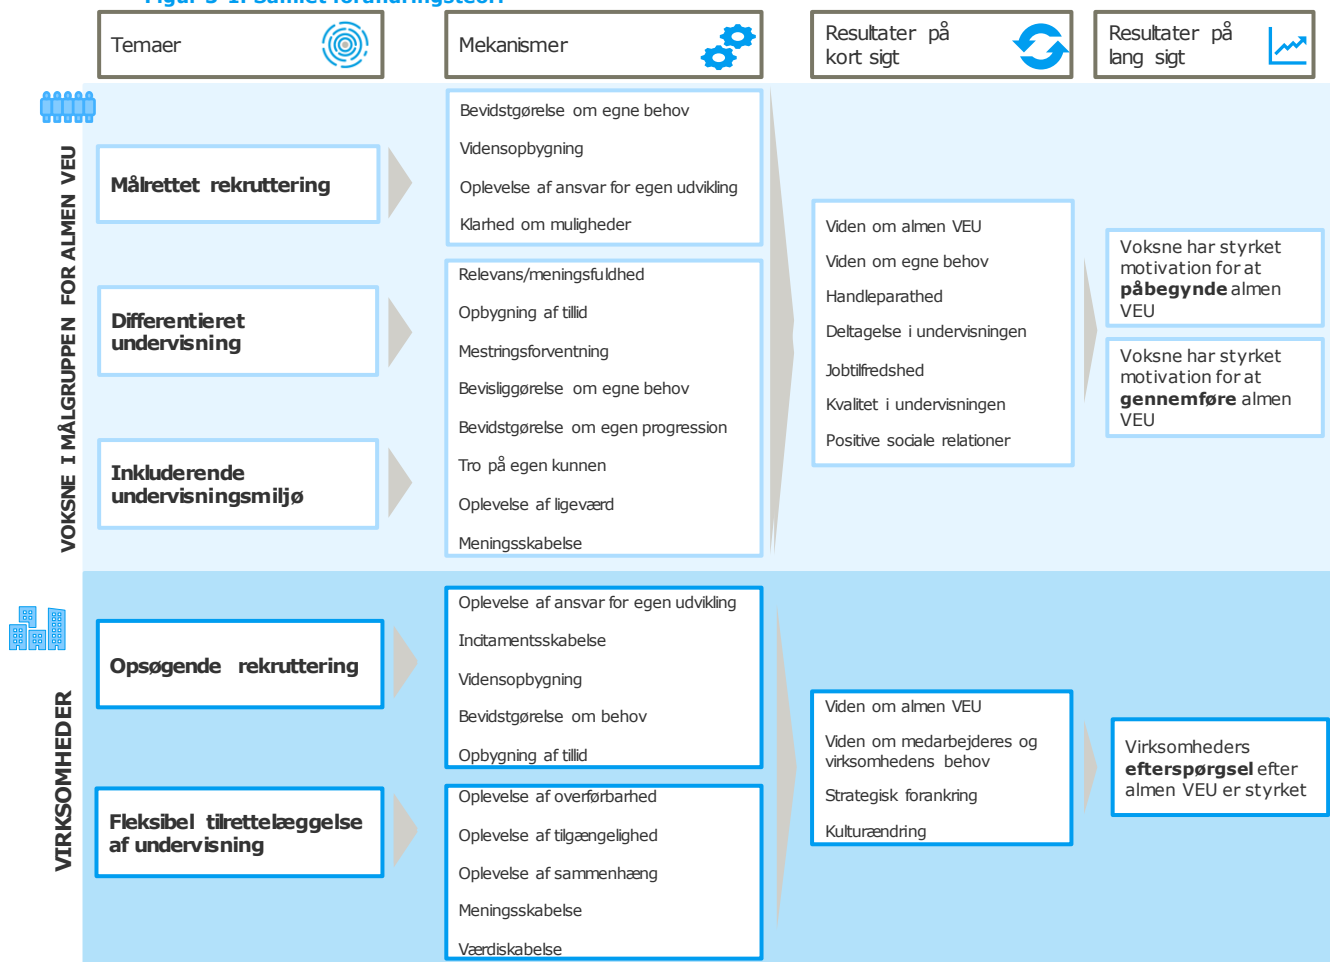 Figur 3-1: Samlet forandringsteori
Temaer
Mekanismer
Resultater på
kort sigt
Resultater på
lang sigt
VOKSNE I MÅLGRUPPEN FOR ALMEN VEU
Målrettet rekruttering
Differentieret
undervisning
Inkluderende
undervisningsmiljø
Bevidstgørelse om egne behov
Vidensopbygning
Oplevelse af ansvar for egen udvikling
Klarhed om muligheder
Relevans/meningsfuldhed
Opbygning af tillid
Mestringsforventning
Bevisliggørelse om egne behov
Bevidstgørelse om egen progression
Tro på egen kunnen
Oplevelse af ligeværd
Meningsskabelse
Viden om almen VEU
Viden om egne behov
Handleparathed
Deltagelse i undervisningen
Jobtilfredshed
Kvalitet i undervisningen
Positive sociale relationer
Voksne har styrket
motivation for at
påbegynde almen
VEU
Voksne har styrket
motivation for at
gennemføre almen
VEU
VIRKSOMHEDER
Opsøgende rekruttering
Fleksibel tilrettelæggelse
af undervisning
Oplevelse af ansvar for egen udvikling
Incitamentsskabelse
Vidensopbygning
Bevidstgørelse om behov
Opbygning af tillid
Oplevelse af overførbarhed
Oplevelse af tilgængelighed
Oplevelse af sammenhæng
Meningsskabelse
Værdiskabelse
Viden om almen VEU
Viden om medarbejderes og
virksomhedens behov
Strategisk forankring
Kulturændring
Virksomheders
efterspørgsel efter
almen VEU er styrket